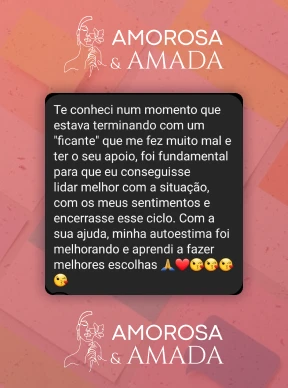 AMOROSA
& AMADA
Te conheci num momento que
estava terminando com um
"ficante" que me fez muito mal e
ter o seu apoio, foi fundamental
para que eu conseguisse
lidar melhor com a situação,
com os meus sentimentos e
encerrasse esse ciclo. Com a
sua ajuda, minha autoestima foi
melhorando e aprendi a fazer
melhores escolhas 🙏❤️😘😘😘
😘
AMOROSA
& AMADA